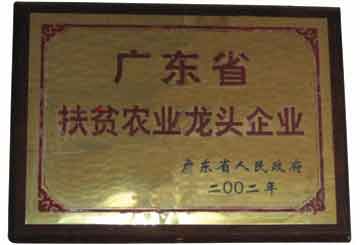 广东省
扶贫农业龙头企业
广东省人民政府
二00二年